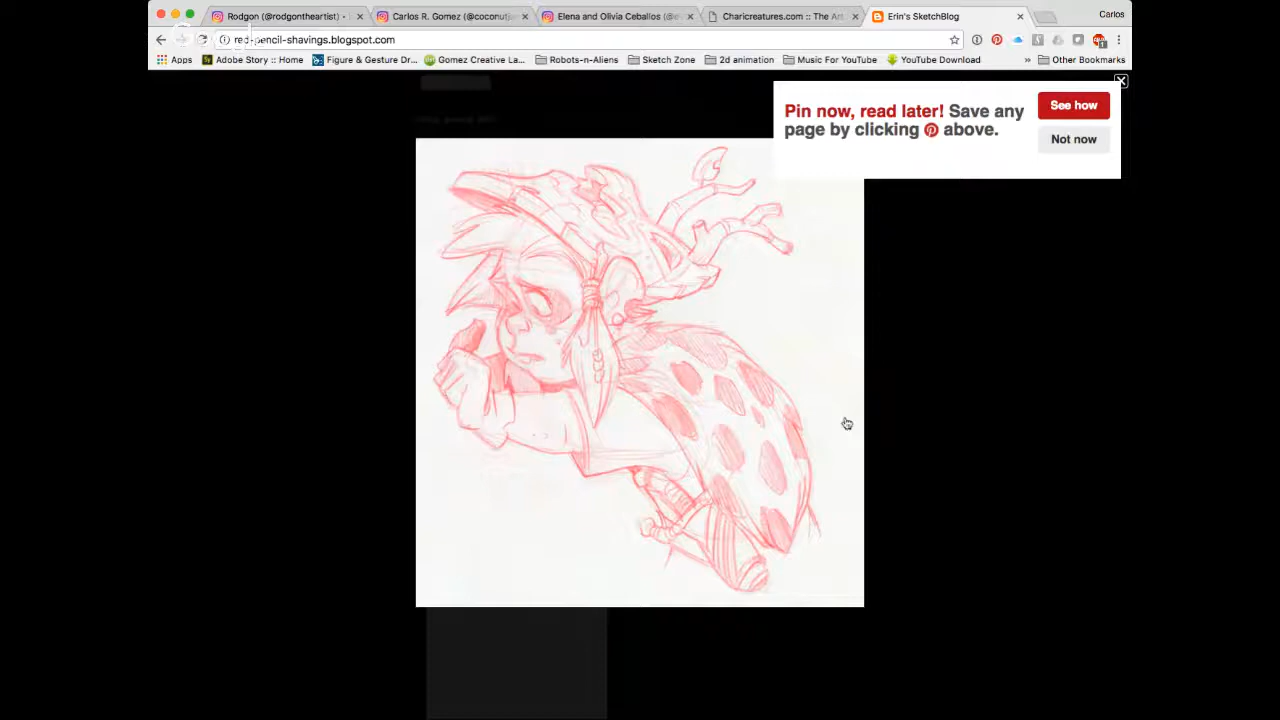 Rodgon (@rodgontheartist) •
Carlos R. Gomez (@coconutj
Elena and Olivia Ceballos (@e
Charicreatures.com :: The Art
Erin's SketchBlog
Carlos
red-pencil-shavings.blogspot.com
Apps
Adobe Story :: Home
Figure & Gesture Dr...
Gomez Creative La...
Robots-n-Aliens
Sketch Zone
2d animation
Music For YouTube
YouTube Download
»
Other Bookmarks
Pin now, read later! Save any
page by clicking above.
See how
Not now